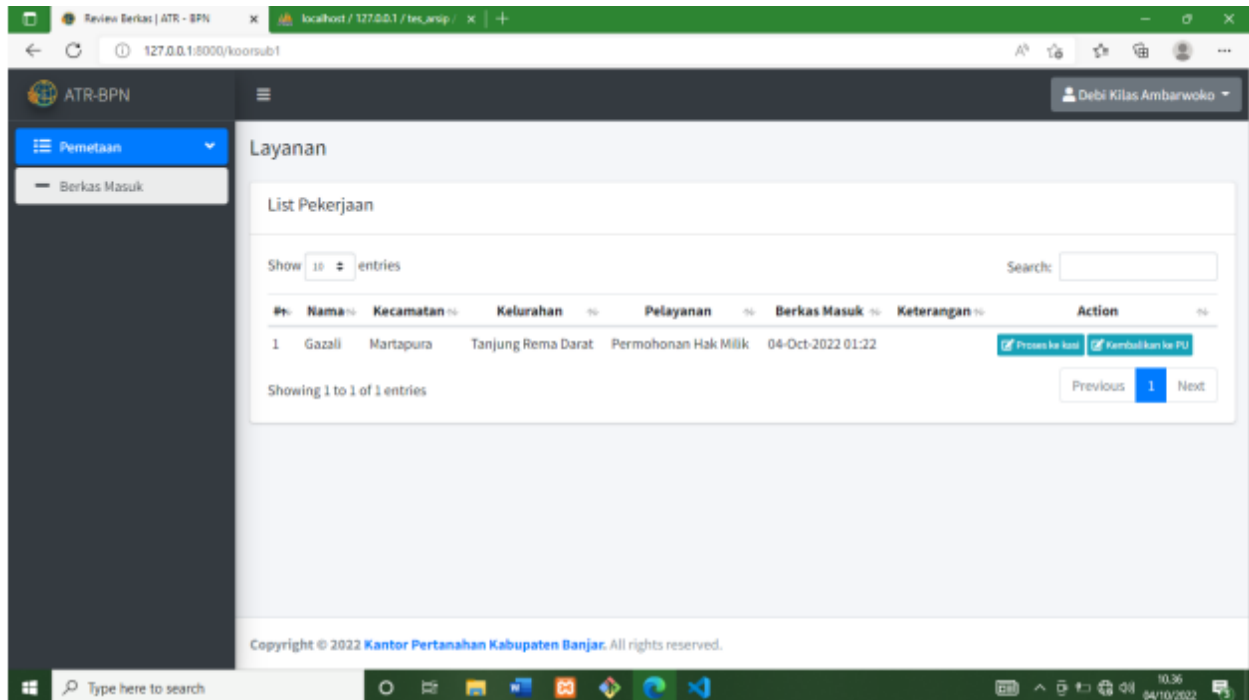 Review Berkas | ATR - BPN
localhost / 127.0.0.1 / tes_arsip /
127.0.0.1:8000/koorsub1
ATR-BPN
Debi Kilas Ambarwoko
Pemetaan
Berkas Masuk
Layanan
List Pekerjaan
Show 10 entries
Search:
# Nama Kecamatan Kelurahan Pelayanan Berkas Masuk Keterangan Action
1 Gazali Martapura Tanjung Rema Darat Permohonan Hak Milik 04-Oct-2022 01:22 Proses ke kasi Kembalikan ke PU
Showing 1 to 1 of 1 entries
Previous 1 Next
Copyright © 2022 Kantor Pertanahan Kabupaten Banjar. All rights reserved.
Type here to search
10.36
04/10/2022